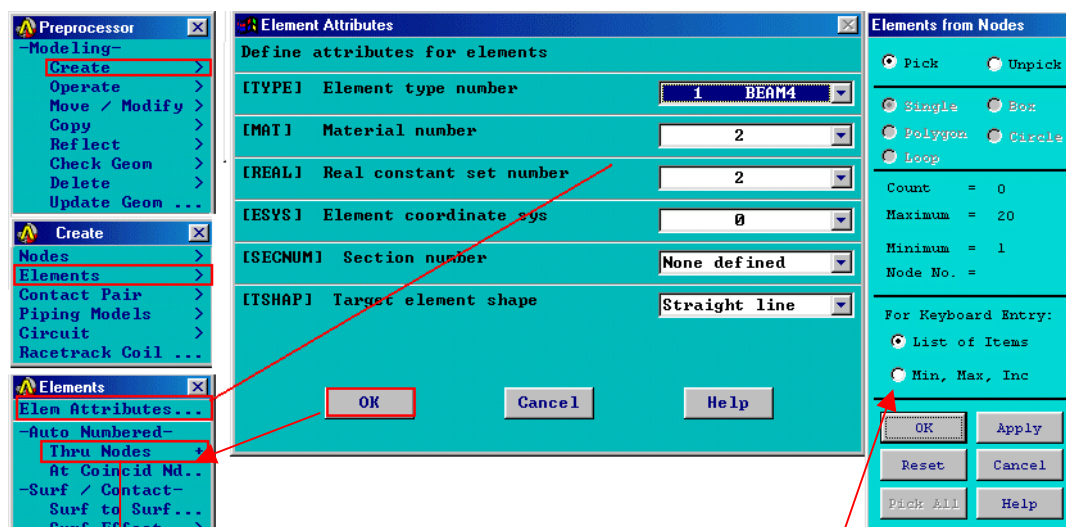 Preprocessor
-Modeling-
Create >
Operate >
Move / Modify >
Copy >
Reflect >
Check Geom >
Delete >
Update Geom ...
Create
Nodes >
Elements >
Contact Pair >
Piping Models >
Circuit >
Racetrack Coil ...
Elements
Elem Attributes...
-Auto Numbered-
Thru Nodes +
At Coincid Nd..
-Surf / Contact-
Surf to Surf...
Surf Effect >
Element Attributes
Define attributes for elements
[TYPE] Element type number 1 BEAM4
[MAT] Material number 2
[REAL] Real constant set number 2
[ESYS] Element coordinate sys 0
[SECNUM] Section number None defined
[TSHAP] Target element shape Straight line
OK Cancel Help
Elements from Nodes
Pick Unpick
Single Box
Polygon Circle
Loop
Count = 0
Maximum = 20
Minimum = 1
Node No. =
For Keyboard Entry:
List of Items
Min, Max, Inc
OK Apply
Reset Cancel
Pick All Help